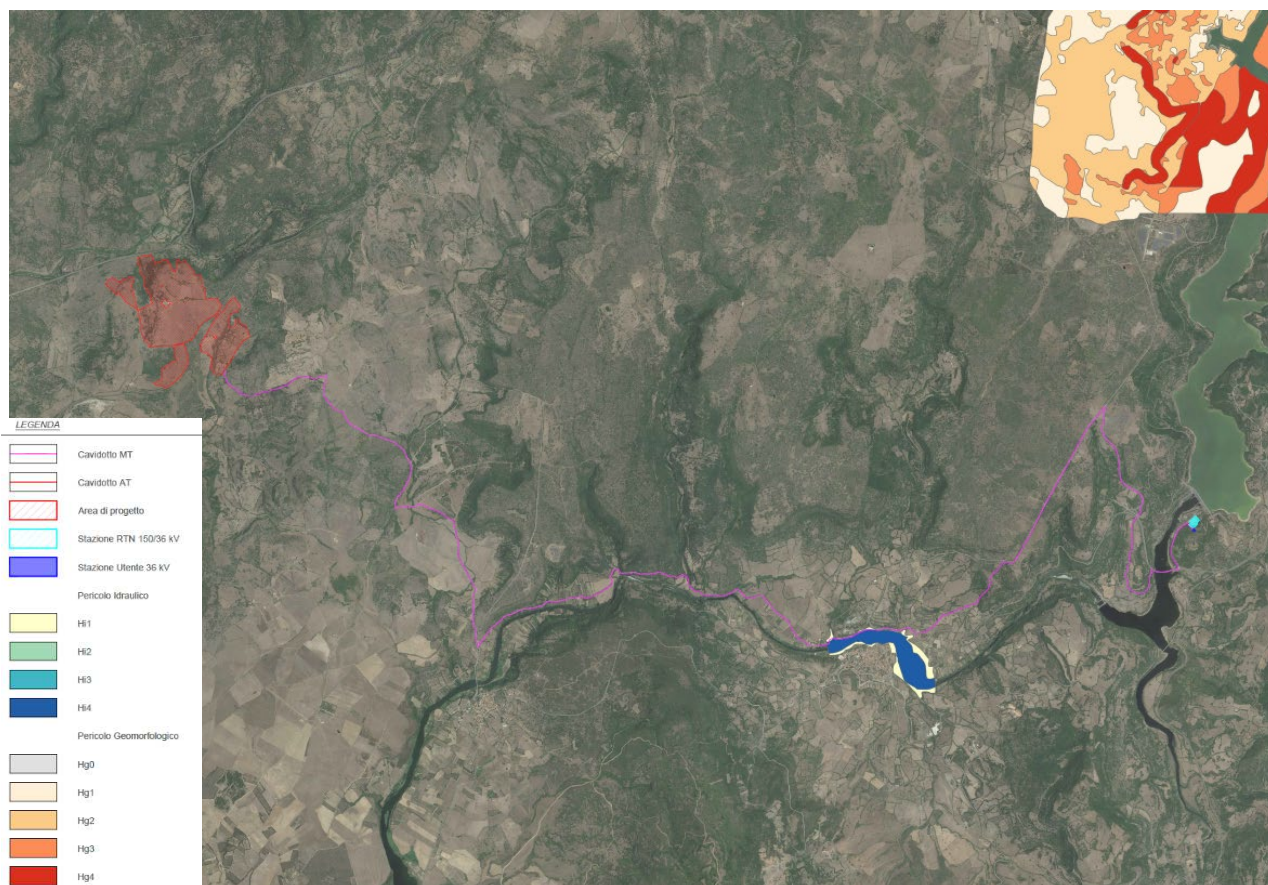 LEGENDA
Cavidotto MT
Cavidotto AT
Area di progetto
Stazione RTN 150/36 kV
Stazione Utente 36 kV
Pericolo Idraulico
Hi1
Hi2
Hi3
Hi4
Pericolo Geomorfologico
Hg0
Hg1
Hg2
Hg3
Hg4